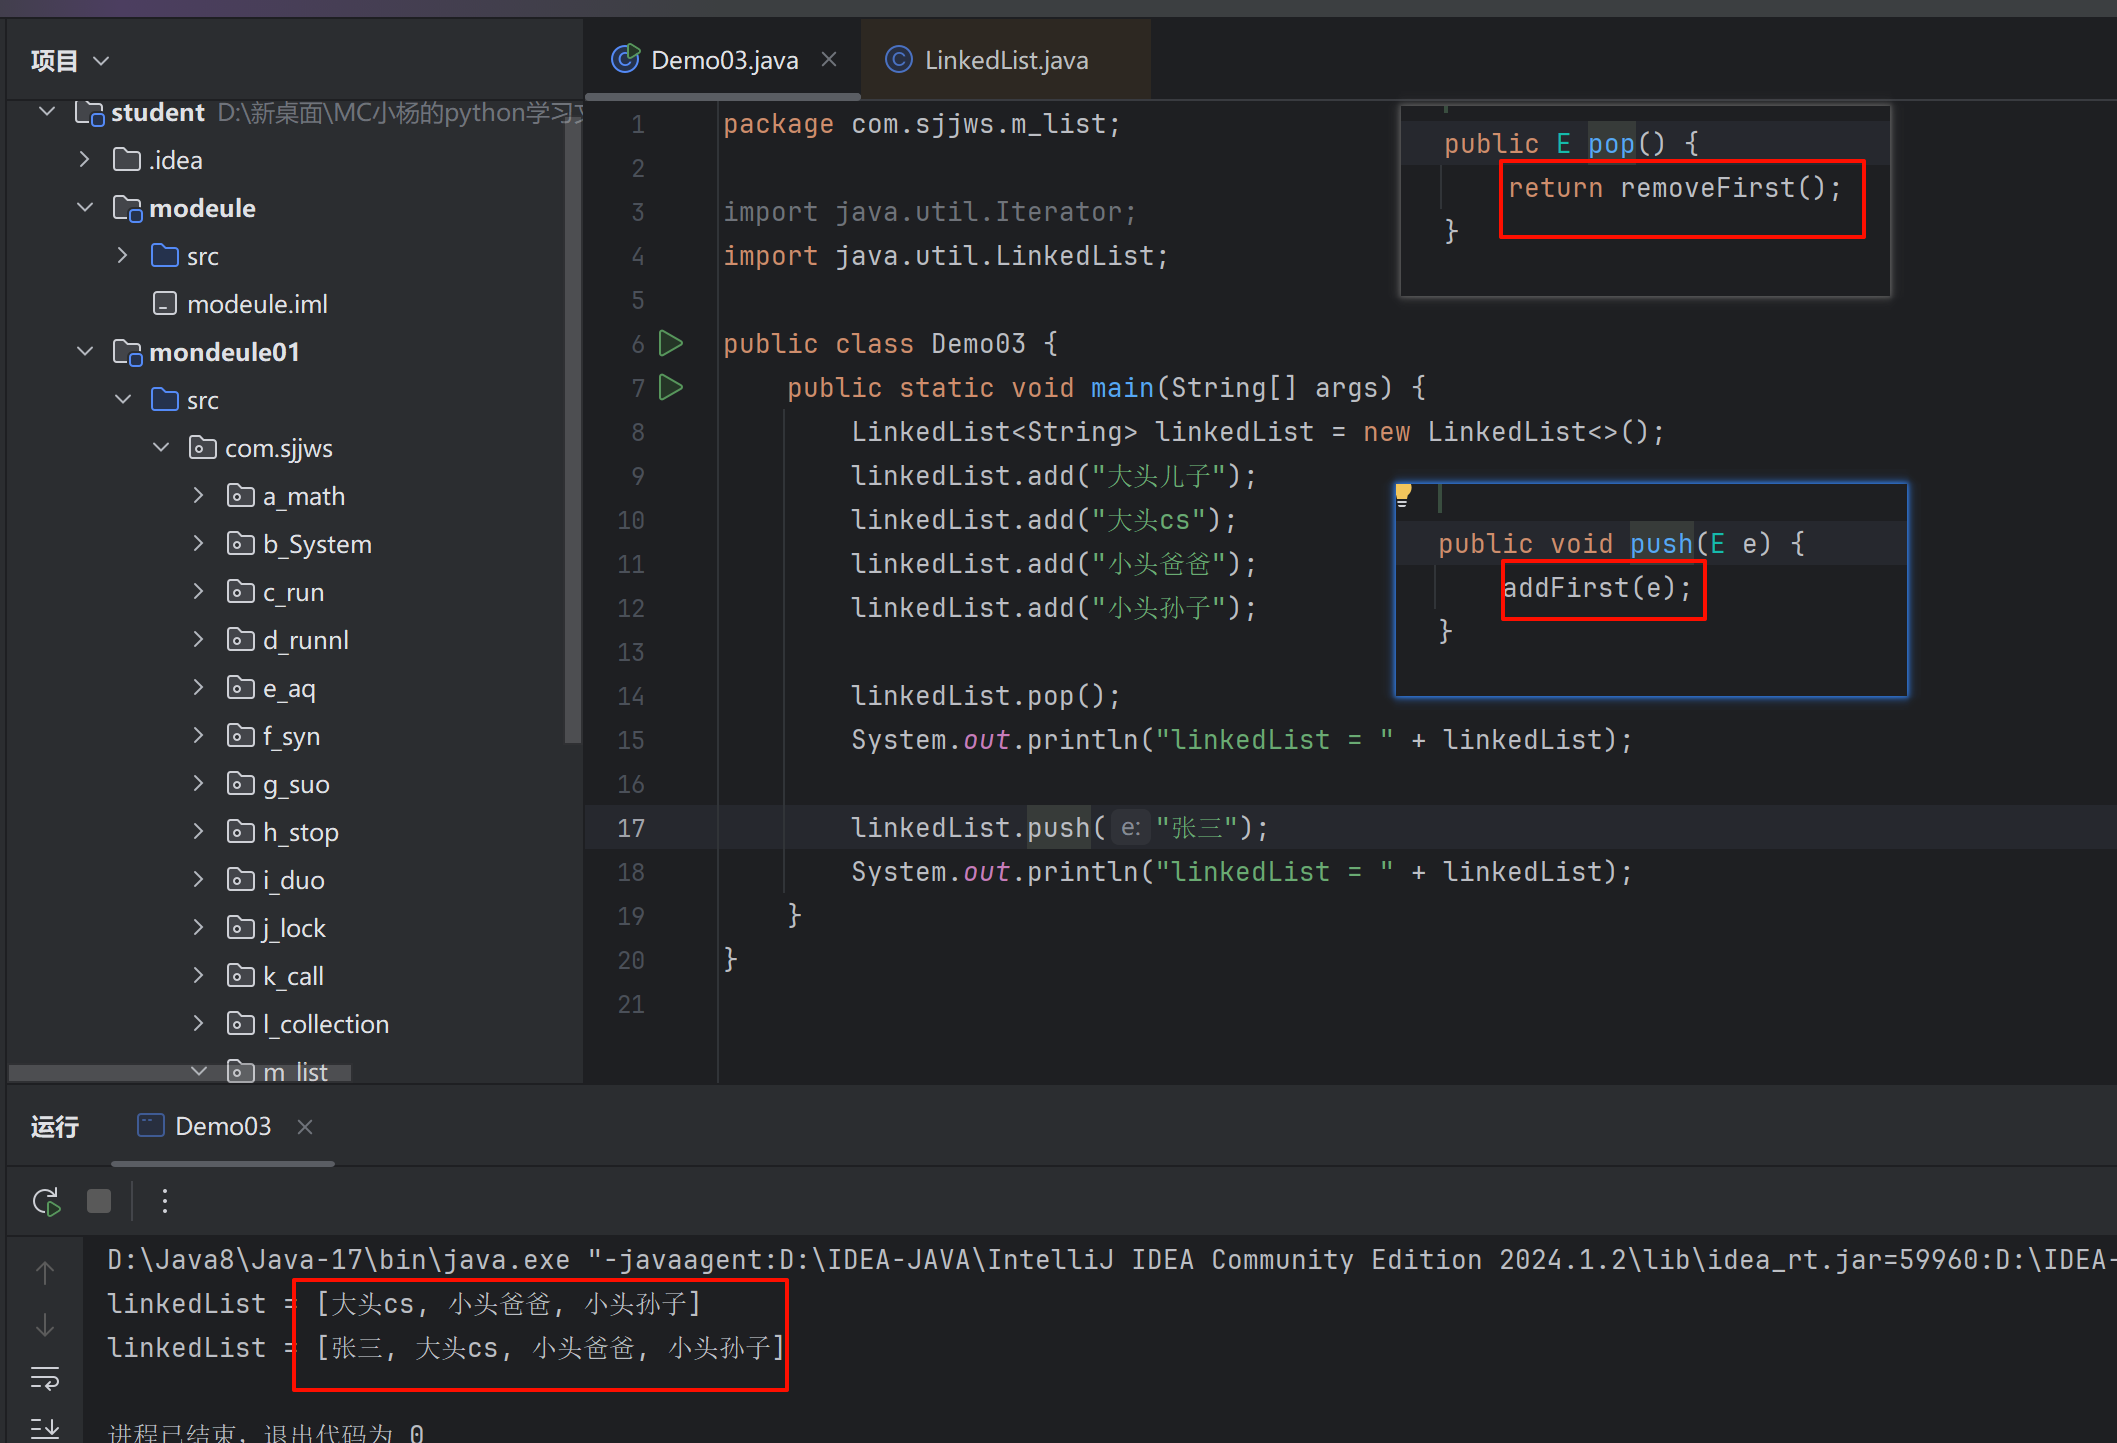 项目
student D:\新桌面\MC小杨的python学习
.idea
modeule
src
modeule.iml
mondeule01
src
com.sjjws
a_math
b_System
c_run
d_runnl
e_aq
f_syn
g_suo
h_stop
i_duo
j_lock
k_call
l_collection
m_list
Demo03.java
LinkedList.java
1 package com.sjjws.m_list;
2
3 import java.util.Iterator;
4 import java.util.LinkedList;
5
6 public class Demo03 {
7 public static void main(String[] args) {
8 LinkedList<String> linkedList = new LinkedList<>();
9 linkedList.add("大头儿子");
10 linkedList.add("大头cs");
11 linkedList.add("小头爸爸");
12 linkedList.add("小头孙子");
13
14 linkedList.pop();
15 System.out.println("linkedList = " + linkedList);
16
17 linkedList.push( e: "张三");
18 System.out.println("linkedList = " + linkedList);
19 }
20 }
21
public E pop() {
return removeFirst();
}
public void push(E e) {
addFirst(e);
}
运行
Demo03
D:\Java8\Java-17\bin\java.exe "-javaagent:D:\IDEA-JAVA\IntelliJ IDEA Community Edition 2024.1.2\lib\idea_rt.jar=59960:D:\IDEA-
linkedList = [大头cs, 小头爸爸, 小头孙子]
linkedList = [张三, 大头cs, 小头爸爸, 小头孙子]
进程已结束，退出代码为 0